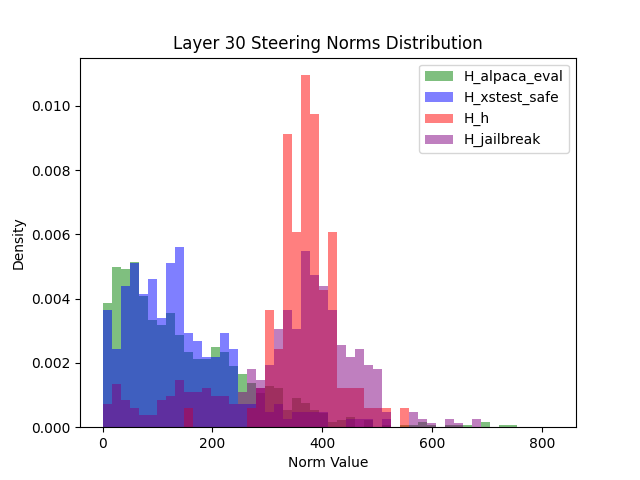 Layer 30 Steering Norms Distribution
H_alpaca_eval
H_xstest_safe
H_h
H_jailbreak
Density
0.010
0.008
0.006
0.004
0.002
0.000
0
200
400
600
800
Norm Value